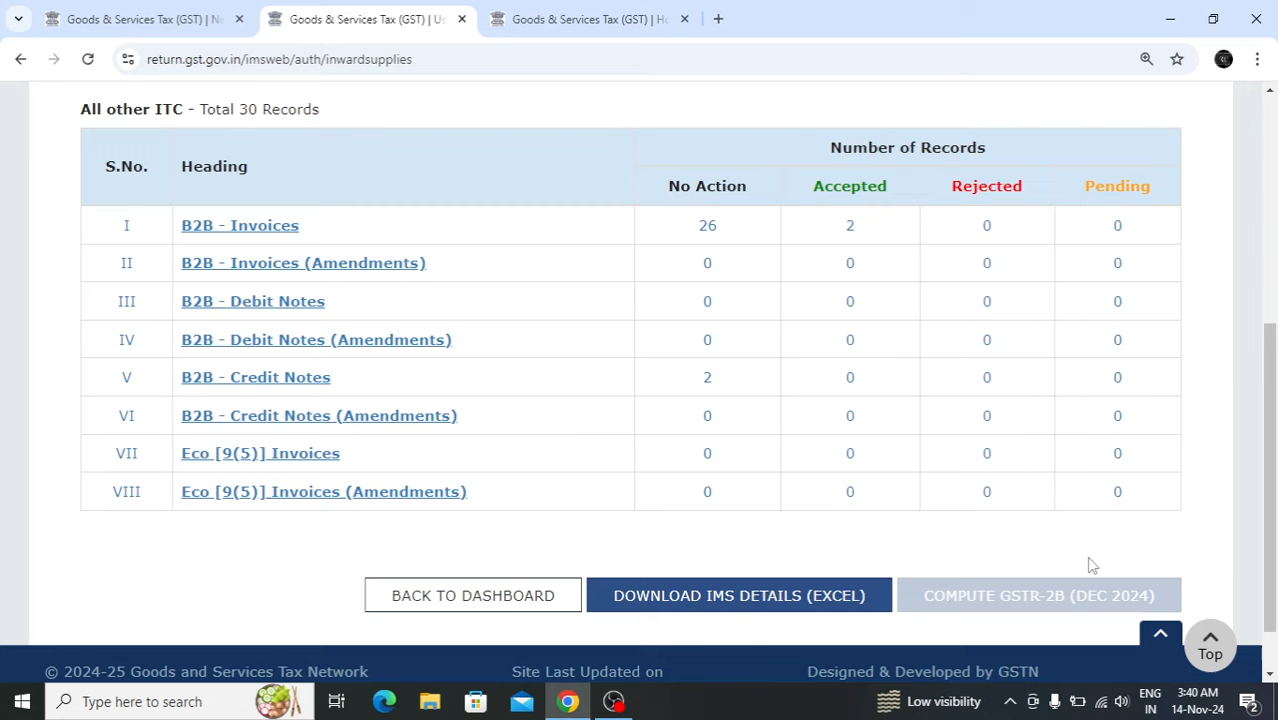 Goods & Services Tax (GST) | Ne
Goods & Services Tax (GST) | Us
Goods & Services Tax (GST) | Ho
return.gst.gov.in/imsweb/auth/inwardsupplies
All other ITC - Total 30 Records
S.No. Heading Number of Records
No Action Accepted Rejected Pending
I B2B - Invoices 26 2 0 0
II B2B - Invoices (Amendments) 0 0 0 0
III B2B - Debit Notes 0 0 0 0
IV B2B - Debit Notes (Amendments) 0 0 0 0
V B2B - Credit Notes 2 0 0 0
VI B2B - Credit Notes (Amendments) 0 0 0 0
VII Eco [9(5)] Invoices 0 0 0 0
VIII Eco [9(5)] Invoices (Amendments) 0 0 0 0
BACK TO DASHBOARD DOWNLOAD IMS DETAILS (EXCEL) COMPUTE GSTR-2B (DEC 2024)
Top
© 2024-25 Goods and Services Tax Network Site Last Updated on Designed & Developed by GSTN
Type here to search Low visibility ENG 3:40 AM
IN 14-Nov-24 2